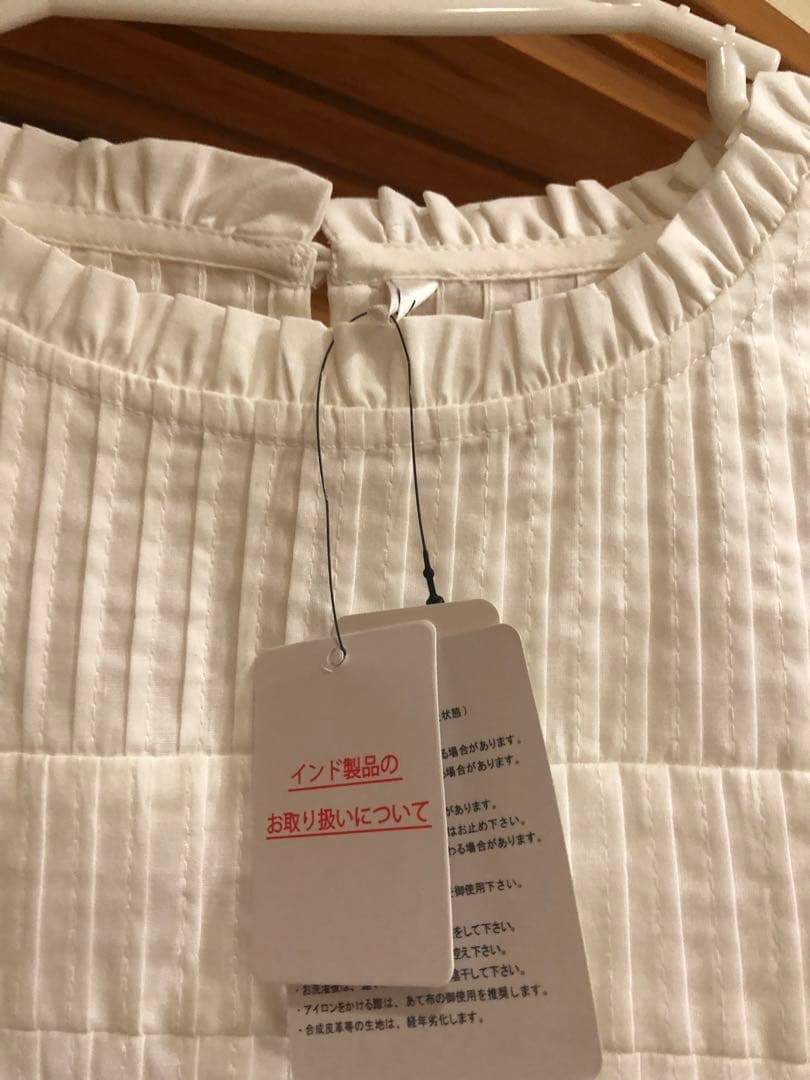 インド製品の
お取り扱いについて
状態）
る場合があります。
場合があります。
があります。
はお止め下さい。
わる場合があります。
御使用下さい。
をして下さい。
控え下さい。
陰干して下さい。
・お洗濯後は、
・アイロンをかける際は、あて布の御使用を推奨します。
・合成皮革等の生地は、経年劣化します。